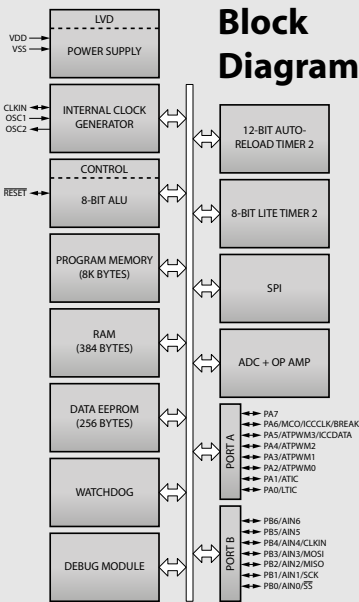 Block
Diagram
LVD
POWER SUPPLY
VDD
VSS
INTERNAL CLOCK
GENERATOR
CLKIN
OSC1
OSC2
CONTROL
8-BIT ALU
RESET
PROGRAM MEMORY
(8K BYTES)
RAM
(384 BYTES)
DATA EEPROM
(256 BYTES)
WATCHDOG
DEBUG MODULE
12-BIT AUTO-
RELOAD TIMER 2
8-BIT LITE TIMER 2
SPI
ADC + OP AMP
PORT A
PA7
PA6/MCO/ICCCLK/BREAK
PA5/ATPWM3/ICCDATA
PA4/ATPWM2
PA3/ATPWM1
PA2/ATPWM0
PA1/ATIC
PA0/LTIC
PORT B
PB6/AIN6
PB5/AIN5
PB4/AIN4/CLKIN
PB3/AIN3/MOSI
PB2/AIN2/MISO
PB1/AIN1/SCK
PB0/AIN0/SS